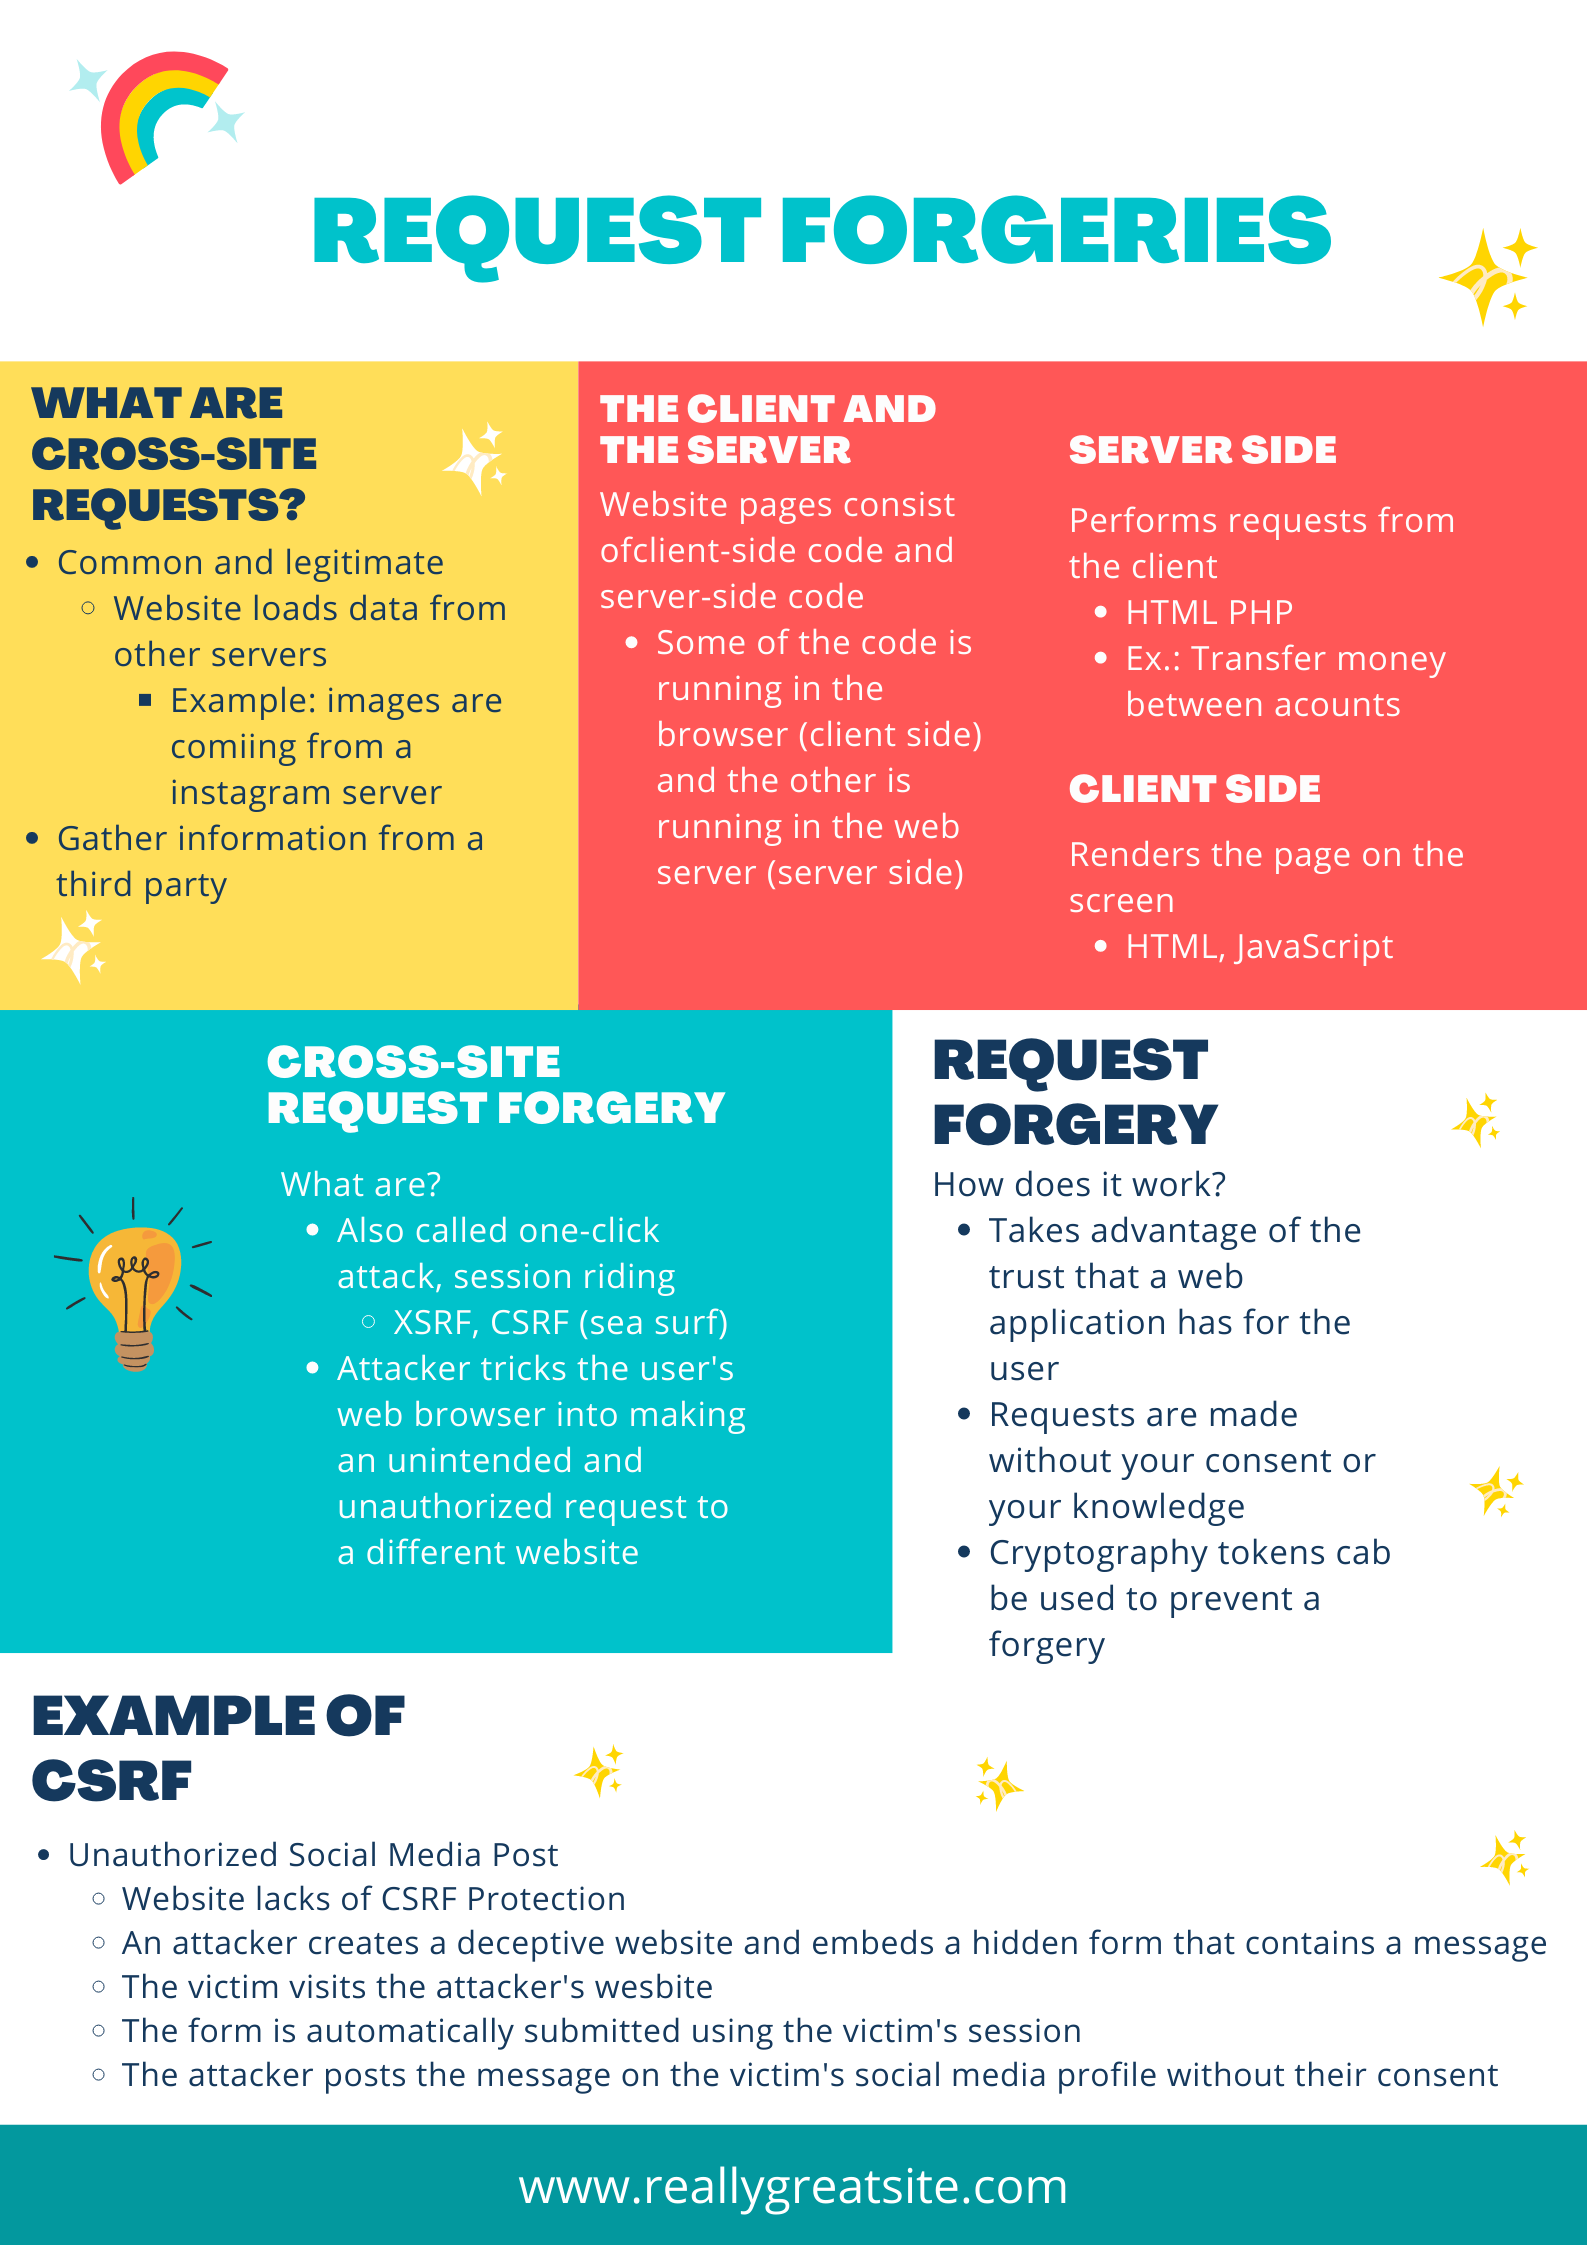 REQUEST FORGERIES
WHAT ARE
CROSS-SITE
REQUESTS?
• Common and legitimate
◦ Website loads data from
other servers
▪ Example: images are
comiing from a
instagram server
• Gather information from a
third party
THE CLIENT AND
THE SERVER
Website pages consist
ofclient-side code and
server-side code
• Some of the code is
running in the
browser (client side)
and the other is
running in the web
server (server side)
SERVER SIDE
Performs requests from
the client
• HTML PHP
• Ex.: Transfer money
between acounts
CLIENT SIDE
Renders the page on the
screen
• HTML, JavaScript
CROSS-SITE
REQUEST FORGERY
What are?
• Also called one-click
attack, session riding
◦ XSRF, CSRF (sea surf)
• Attacker tricks the user's
web browser into making
an unintended and
unauthorized request to
a different website
REQUEST
FORGERY
How does it work?
• Takes advantage of the
trust that a web
application has for the
user
• Requests are made
without your consent or
your knowledge
• Cryptography tokens cab
be used to prevent a
forgery
EXAMPLE OF
CSRF
• Unauthorized Social Media Post
◦ Website lacks of CSRF Protection
◦ An attacker creates a deceptive website and embeds a hidden form that contains a message
◦ The victim visits the attacker's wesbite
◦ The form is automatically submitted using the victim's session
◦ The attacker posts the message on the victim's social media profile without their consent
www.reallygreatsite.com